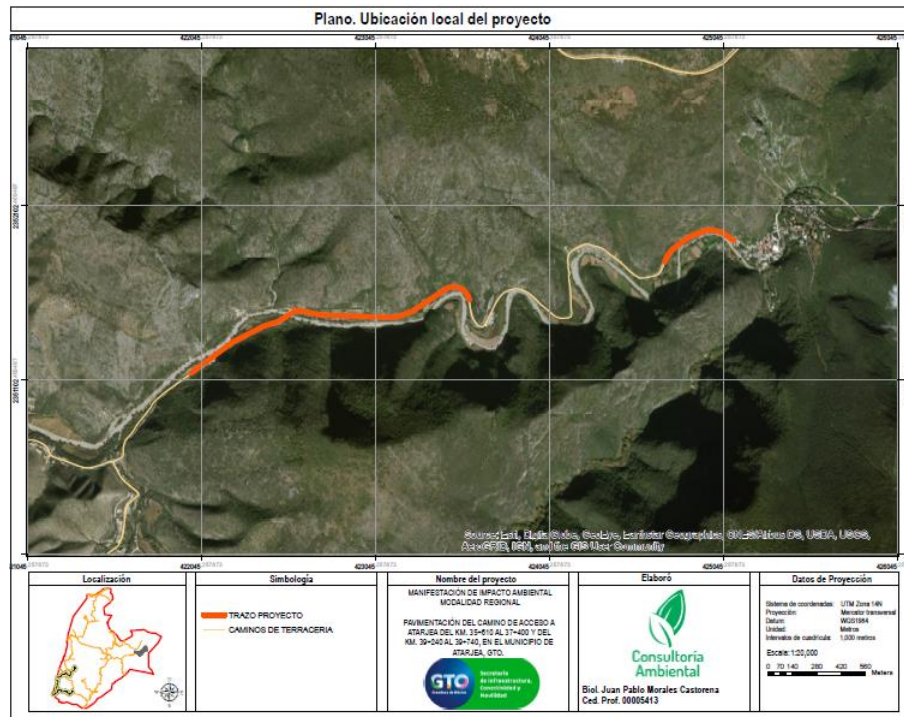 Plano. Ubicación local del proyecto
422045
423045
424045
425045
426045
Localización
Simbología
TRAZO PROYECTO
CAMINOS DE TERRACERIA
Nombre del proyecto
MANIFESTACIÓN DE IMPACTO AMBIENTAL
MODALIDAD REGIONAL
PAVIMENTACIÓN DEL CAMINO DE ACCESO A
ATARJEA DEL KM. 35+610 AL 37+400 Y DEL
KM. 39+240 AL 39+740, EN EL MUNICIPIO DE
ATARJEA, GTO.
GTO
Secretaría
de Infraestructura,
Conectividad y
Movilidad
Elaboró
Consultoría
Ambiental
Biol. Juan Pablo Morales Castorena
Ced. Prof. 00005413
Datos de Proyección
Sistema de coordenadas: UTM Zona 14N
Proyección: Mercator transversal
Datum: WGS1984
Unidad: Metros
Intervalos de cuadrícula: 1,000 metros
Escala: 1:20,000
0 70 140 280 420 560
Meters